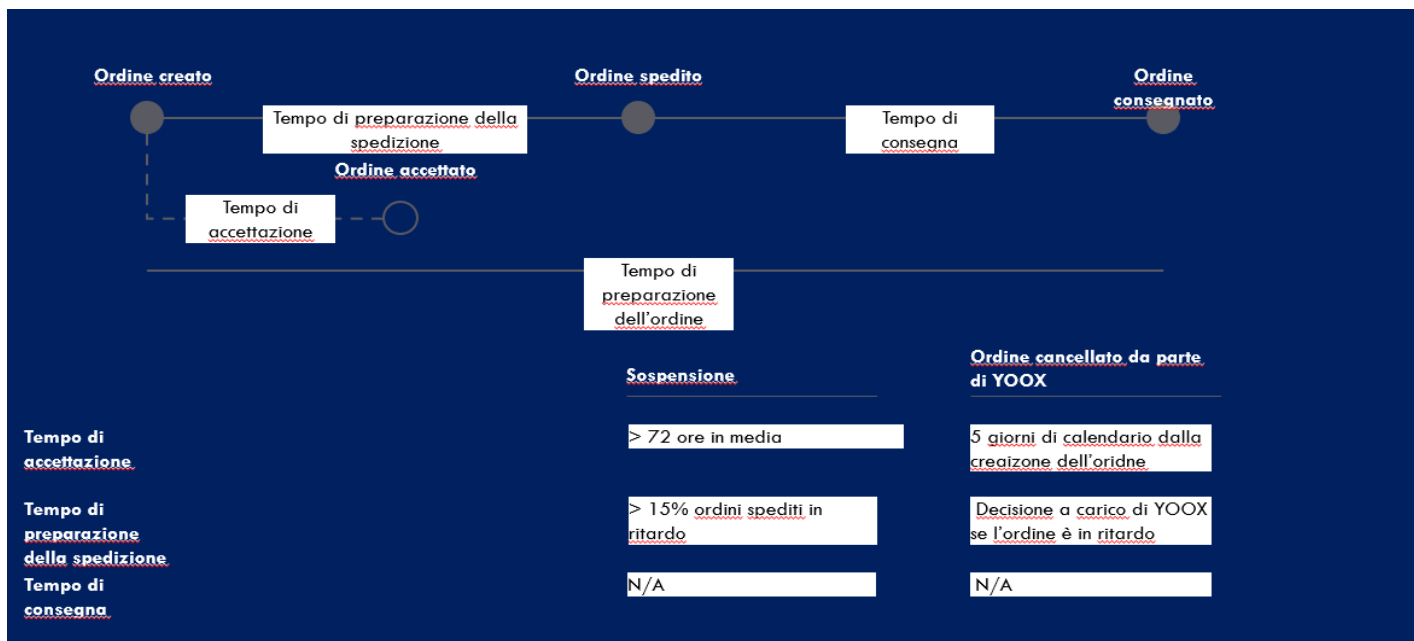 Ordine creato
Ordine spedito
Ordine
consegnato
Tempo di preparazione della
spedizione
Tempo di
consegna
Ordine accettato
Tempo di
accettazione
Tempo di
preparazione
dell'ordine
Sospensione
Ordine cancellato da parte
di YOOX
Tempo di
accettazione
> 72 ore in media
5 giorni di calendario dalla
creaizone dell'oridne
Tempo di
preparazione
della spedizione
> 15% ordini spediti in
ritardo
Decisione a carico di YOOX
se l'ordine è in ritardo
Tempo di
consegna
N/A
N/A